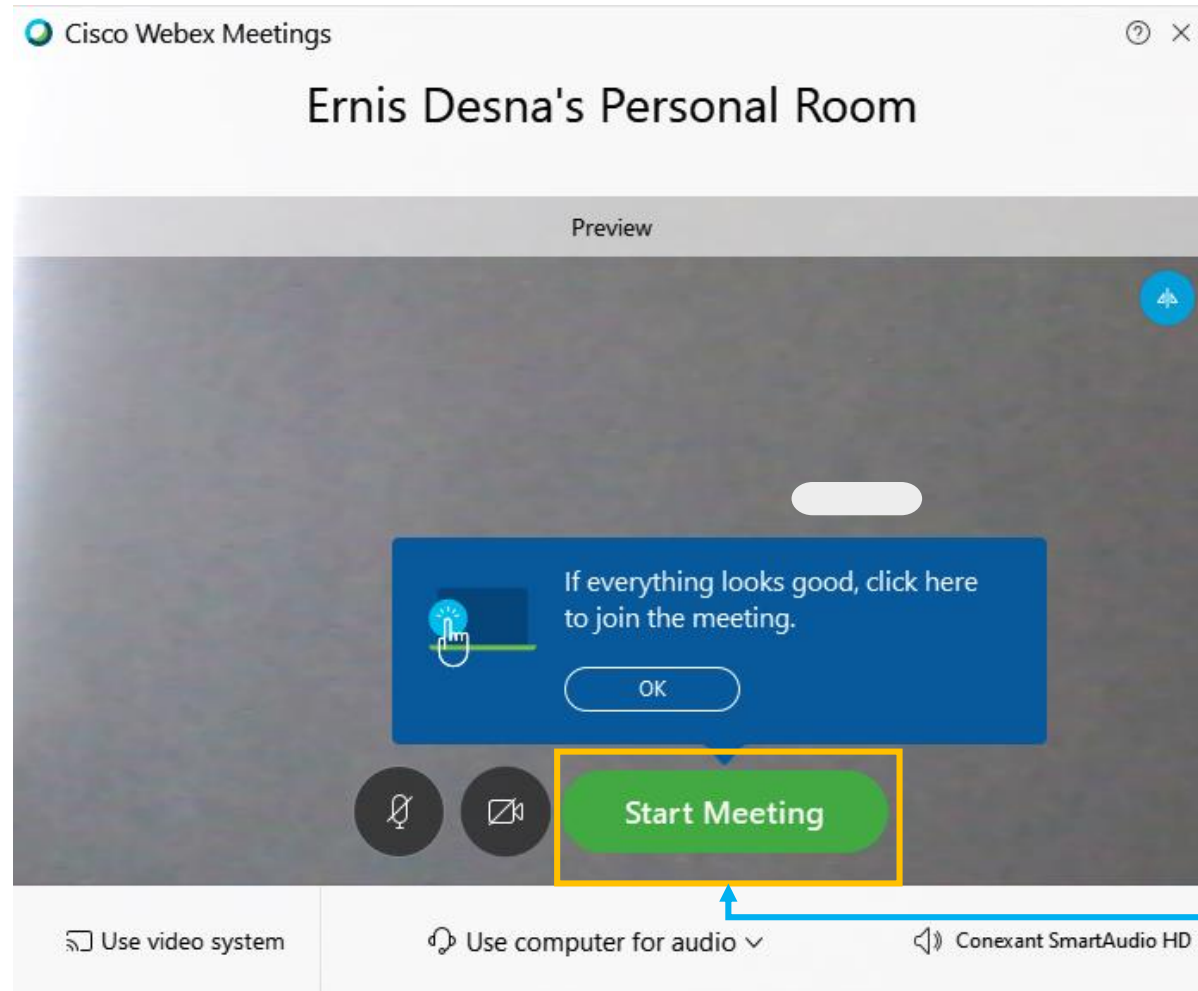 Cisco Webex Meetings
Ernis Desna's Personal Room
Preview
If everything looks good, click here
to join the meeting.
OK
Start Meeting
Use video system
Use computer for audio
Conexant SmartAudio HD